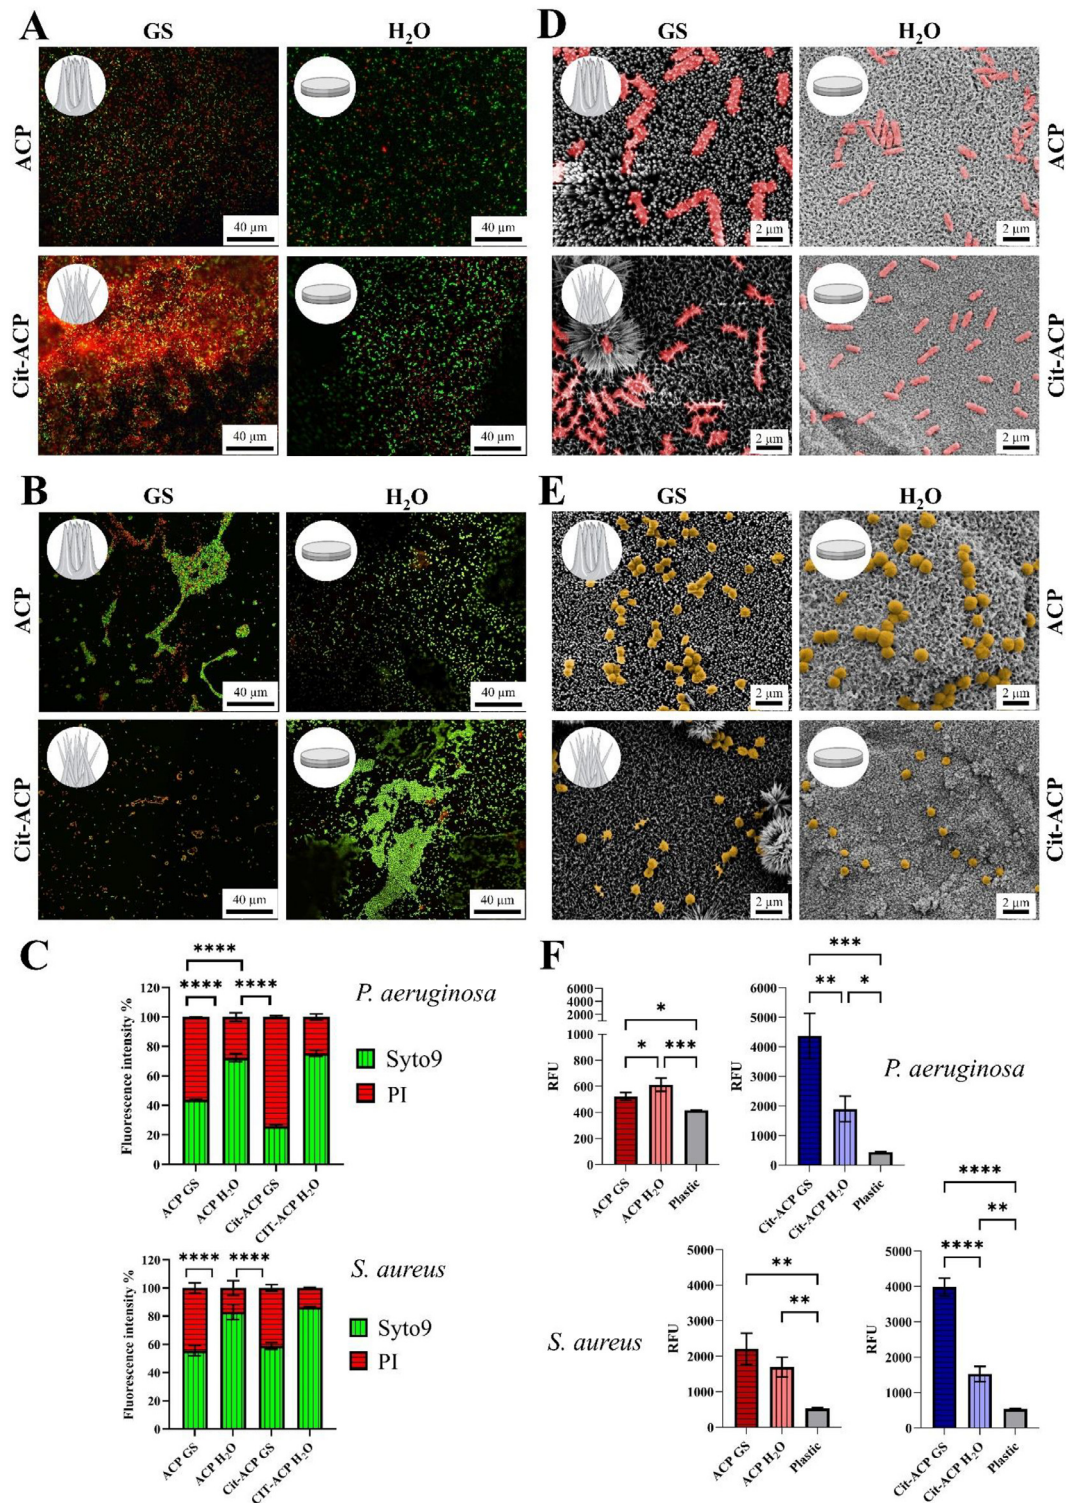 A
GS
H₂O
ACP
40 µm
40 µm
Cit-ACP
40 µm
40 µm
D
GS
H₂O
ACP
2 µm
2 µm
Cit-ACP
2 µm
2 µm
B
GS
H₂O
ACP
40 µm
40 µm
Cit-ACP
40 µm
40 µm
E
GS
H₂O
ACP
2 µm
2 µm
Cit-ACP
2 µm
2 µm
C
****
**** ****
P. aeruginosa
Syto9
PI
Fluorescence intensity %
120
100
80
60
40
20
0
ACP GS
ACP H₂O
Cit-ACP GS
CIT-ACP H₂O
**** ****
S. aureus
Syto9
PI
Fluorescence intensity %
120
100
80
60
40
20
0
ACP GS
ACP H₂O
Cit-ACP GS
CIT-ACP H₂O
F
*
* ***
RFU
6000
5000
4000
3000
2000
1000
800
600
400
200
0
ACP GS
ACP H₂O
Plastic
***
** *
RFU
6000
5000
4000
3000
2000
1000
0
Cit-ACP GS
Cit-ACP H₂O
Plastic
P. aeruginosa
S. aureus
**
**
RFU
5000
4000
3000
2000
1000
0
ACP GS
ACP H₂O
Plastic
****
**
****
RFU
5000
4000
3000
2000
1000
0
Cit-ACP GS
Cit-ACP H₂O
Plastic